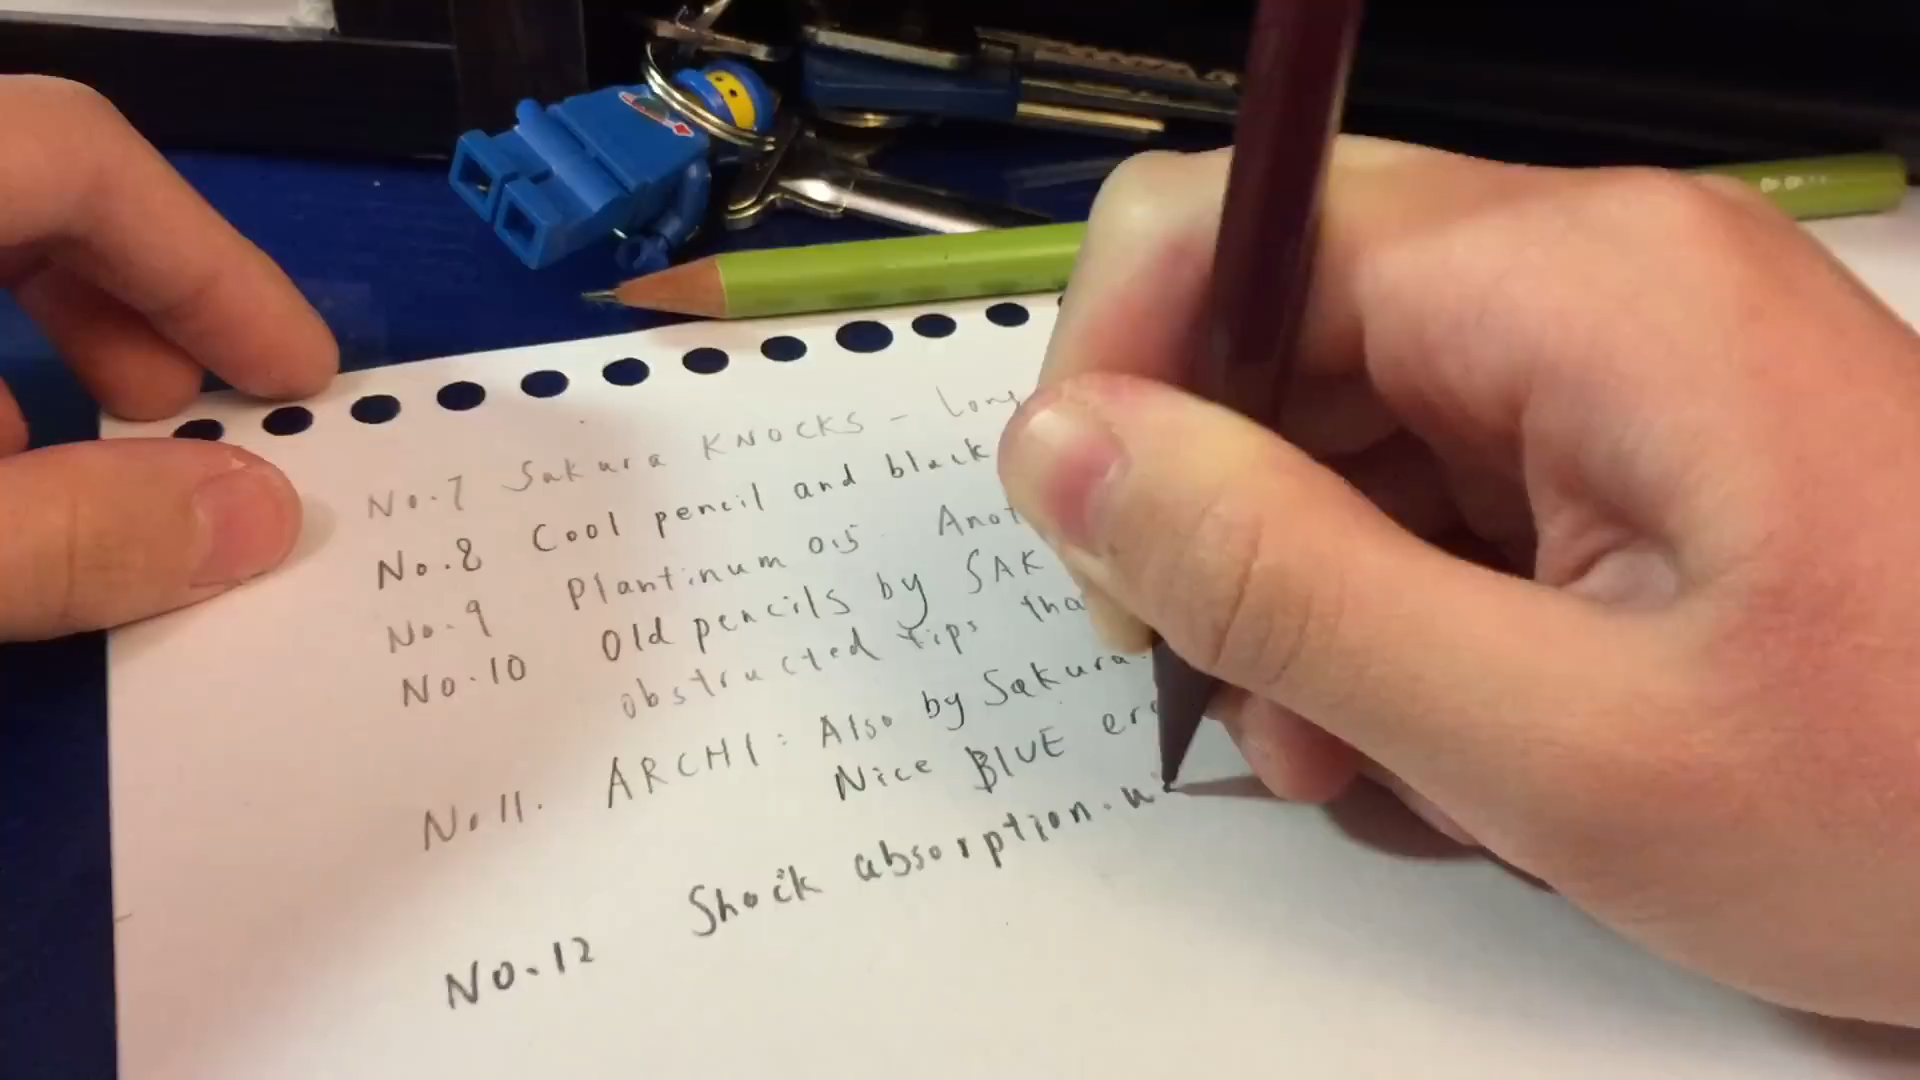 No.7 Sakura KNOCKS - Long
No.8 Cool pencil and black
No.9 Plantinum 0.5. Anot
No.10 Old pencils by SAK
obstructed tips tha
No.11. ARCHI: Also by Sakura.
Nice BLUE era
No.12 Shock absorption.